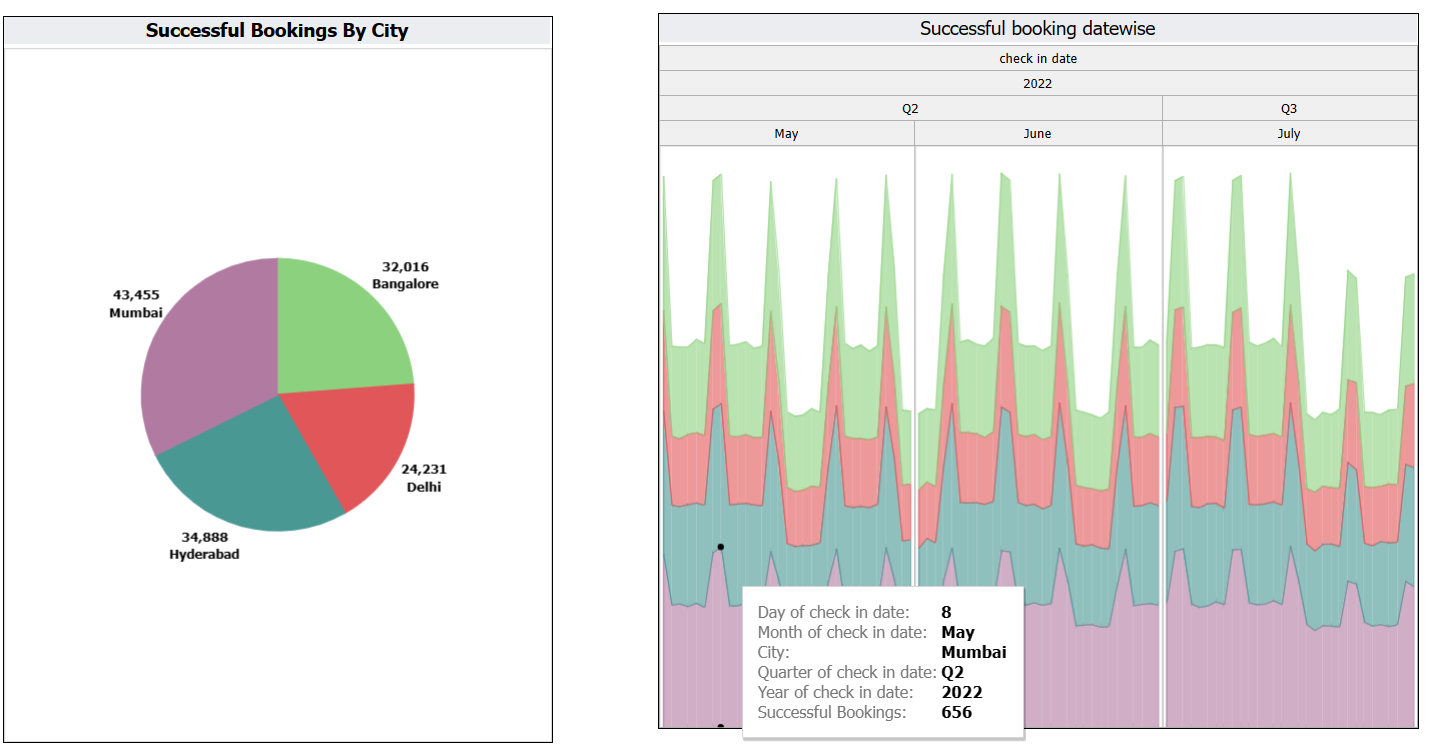 Successful Bookings By City
32,016
Bangalore
43,455
Mumbai
24,231
Delhi
34,888
Hyderabad
Successful booking datewise
check in date
2022
Q2 Q3
May June July
Day of check in date: 8
Month of check in date: May
City: Mumbai
Quarter of check in date: Q2
Year of check in date: 2022
Successful Bookings: 656